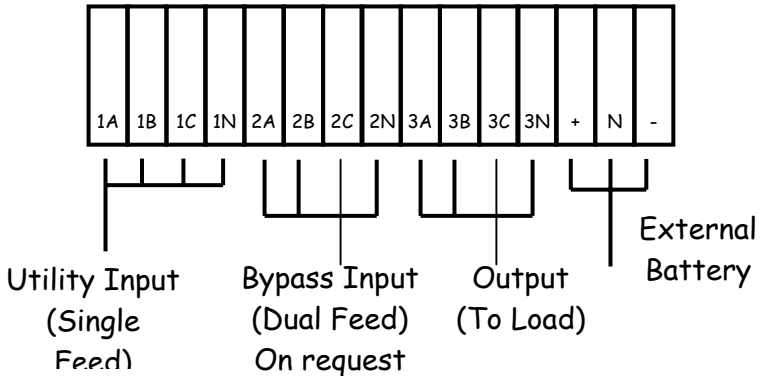 1A 1B 1C 1N 2A 2B 2C 2N 3A 3B 3C 3N + N -
External
Battery
Utility Input
(Single
Feed)
Bypass Input
(Dual Feed)
On request
Output
(To Load)